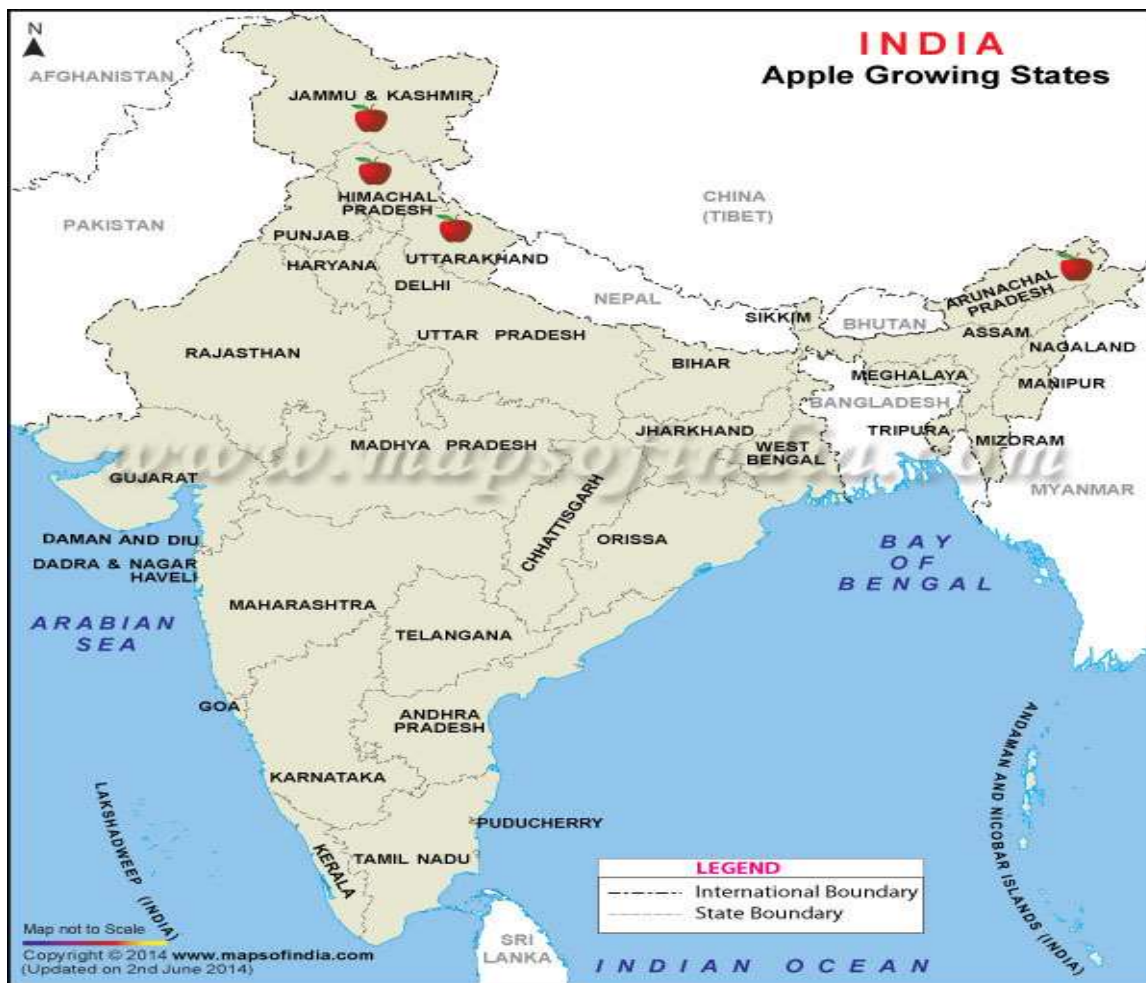 N
INDIA
Apple Growing States
AFGHANISTAN
JAMMU & KASHMIR
HIMACHAL
PRADESH
CHINA
(TIBET)
PAKISTAN
PUNJAB
UTTARAKHAND
HARYANA
DELHI
NEPAL
ARUNACHAL
PRADESH
SIKKIM
BHUTAN
ASSAM
NAGALAND
RAJASTHAN
UTTAR PRADESH
BIHAR
MEGHALAYA
MANIPUR
BANGLADESH
JHARKHAND
TRIPURA
MIZORAM
MADHYA PRADESH
WEST
BENGAL
www.mapsofindia.com
GUJARAT
MYANMAR
CHHATTISGARH
DAMAN AND DIU
ORISSA
BAY
OF
BENGAL
DADRA & NAGAR
HAVELI
MAHARASHTRA
ARABIAN
SEA
TELANGANA
GOA
ANDHRA
PRADESH
ANDAMAN AND NICOBAR ISLANDS (INDIA)
KARNATAKA
LAKSHADWEEP (INDIA)
PUDUCHERRY
KERALA
TAMIL NADU
LEGEND
International Boundary
State Boundary
Map not to Scale
SRI
LANKA
Copyright © 2014 www.mapsofindia.com
(Updated on 2nd June 2014)
INDIAN OCEAN